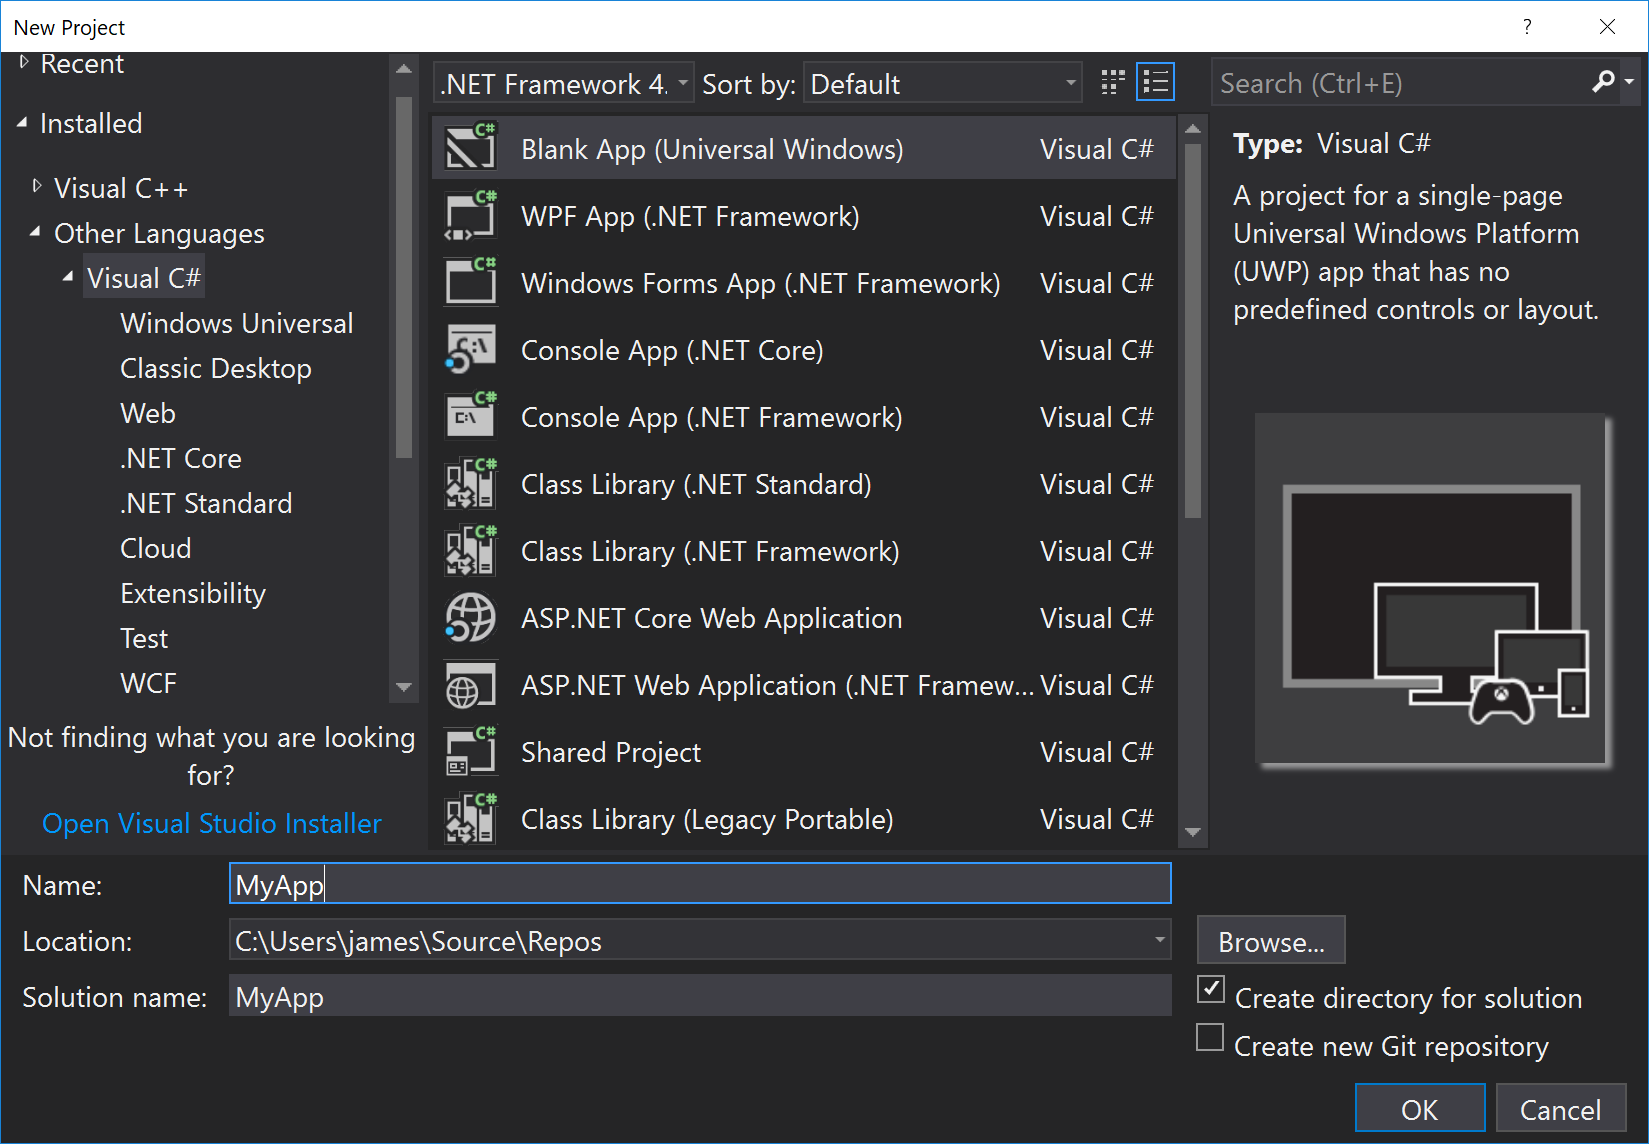 New Project
?
Recent
Installed
Visual C++
Other Languages
Visual C#
Windows Universal
Classic Desktop
Web
.NET Core
.NET Standard
Cloud
Extensibility
Test
WCF
Not finding what you are looking
for?
Open Visual Studio Installer
.NET Framework 4.
Sort by: Default
Search (Ctrl+E)
Blank App (Universal Windows) Visual C#
WPF App (.NET Framework) Visual C#
Windows Forms App (.NET Framework) Visual C#
Console App (.NET Core) Visual C#
Console App (.NET Framework) Visual C#
Class Library (.NET Standard) Visual C#
Class Library (.NET Framework) Visual C#
ASP.NET Core Web Application Visual C#
ASP.NET Web Application (.NET Framew... Visual C#
Shared Project Visual C#
Class Library (Legacy Portable) Visual C#
Type: Visual C#
A project for a single-page
Universal Windows Platform
(UWP) app that has no
predefined controls or layout.
Name: MyApp
Location: C:\Users\james\Source\Repos
Browse...
Solution name: MyApp
Create directory for solution
Create new Git repository
OK
Cancel